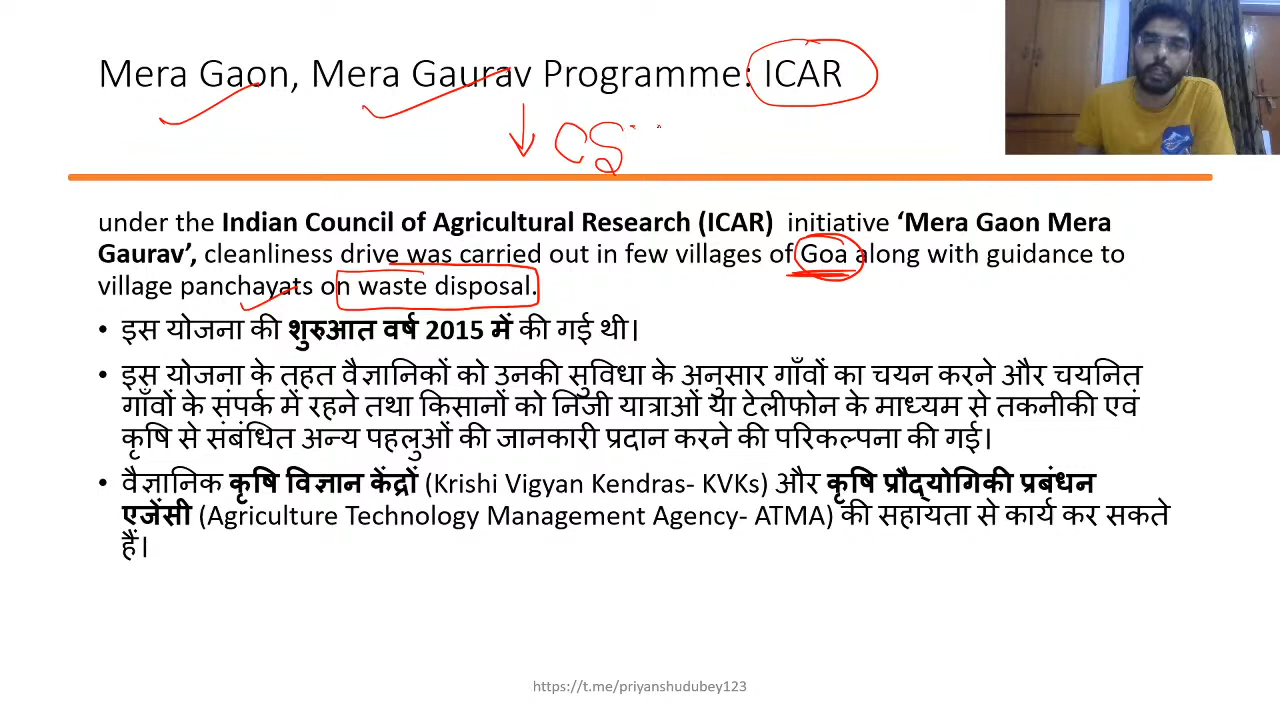 Mera Gaon, Mera Gaurav Programme: ICAR
CS
under the Indian Council of Agricultural Research (ICAR) initiative ‘Mera Gaon Mera
Gaurav’, cleanliness drive was carried out in few villages of Goa along with guidance to
village panchayats on waste disposal.
• इस योजना की शुरुआत वर्ष 2015 में की गई थी।
• इस योजना के तहत वैज्ञानिकों को उनकी सुविधा के अनुसार गाँवों का चयन करने और चयनित
गाँवों के संपर्क में रहने तथा किसानों को निजी यात्राओं या टेलीफोन के माध्यम से तकनीकी एवं
कृषि से संबंधित अन्य पहलुओं की जानकारी प्रदान करने की परिकल्पना की गई।
• वैज्ञानिक कृषि विज्ञान केंद्रों (Krishi Vigyan Kendras- KVKs) और कृषि प्रौद्योगिकी प्रबंधन
एजेंसी (Agriculture Technology Management Agency- ATMA) की सहायता से कार्य कर सकते
हैं।
https://t.me/priyanshudubey123